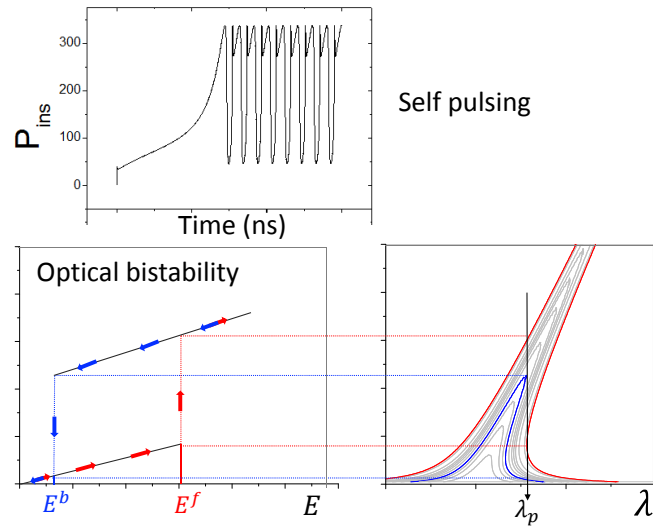 300
200
100
0
P_ins
Self pulsing
Time (ns)
Optical bistability
E^b
E^f
E
λ_p
λ